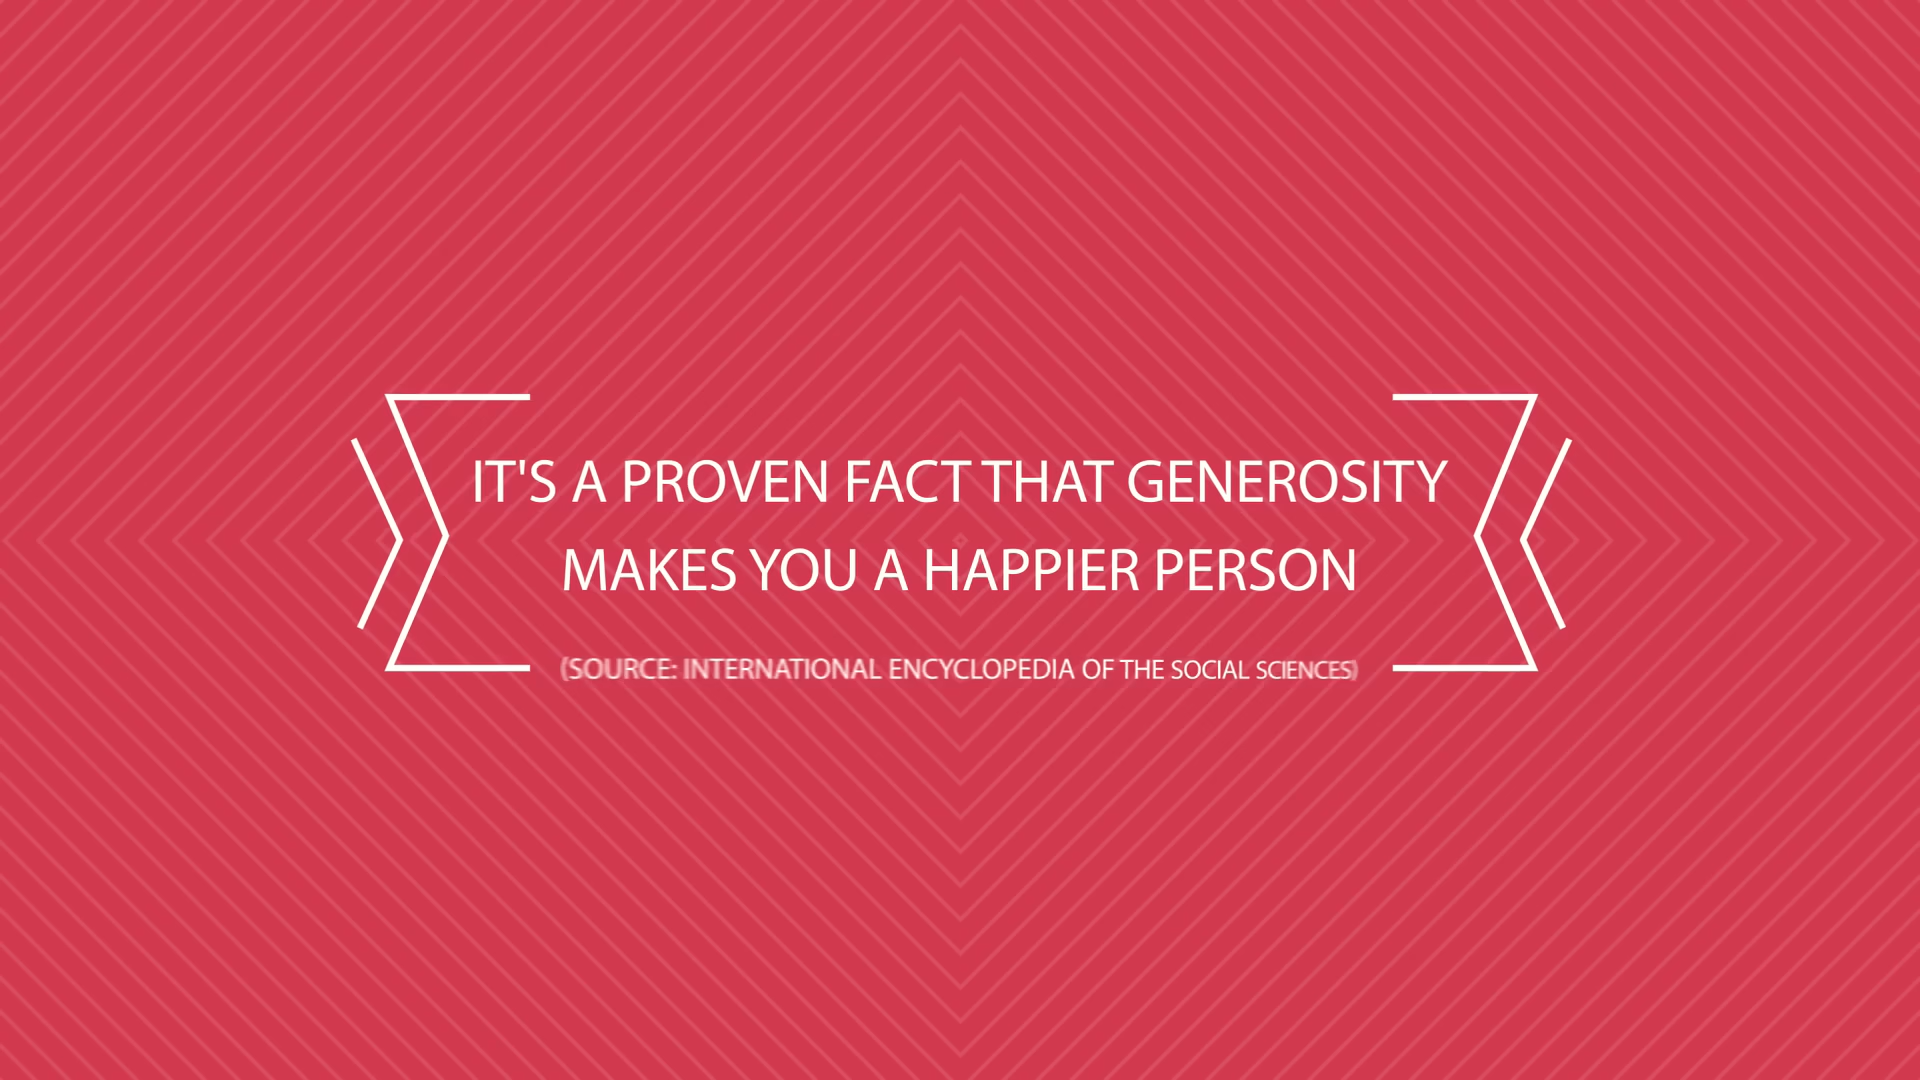 IT'S A PROVEN FACT THAT GENEROSITY
MAKES YOU A HAPPIER PERSON
(SOURCE: INTERNATIONAL ENCYCLOPEDIA OF THE SOCIAL SCIENCES)